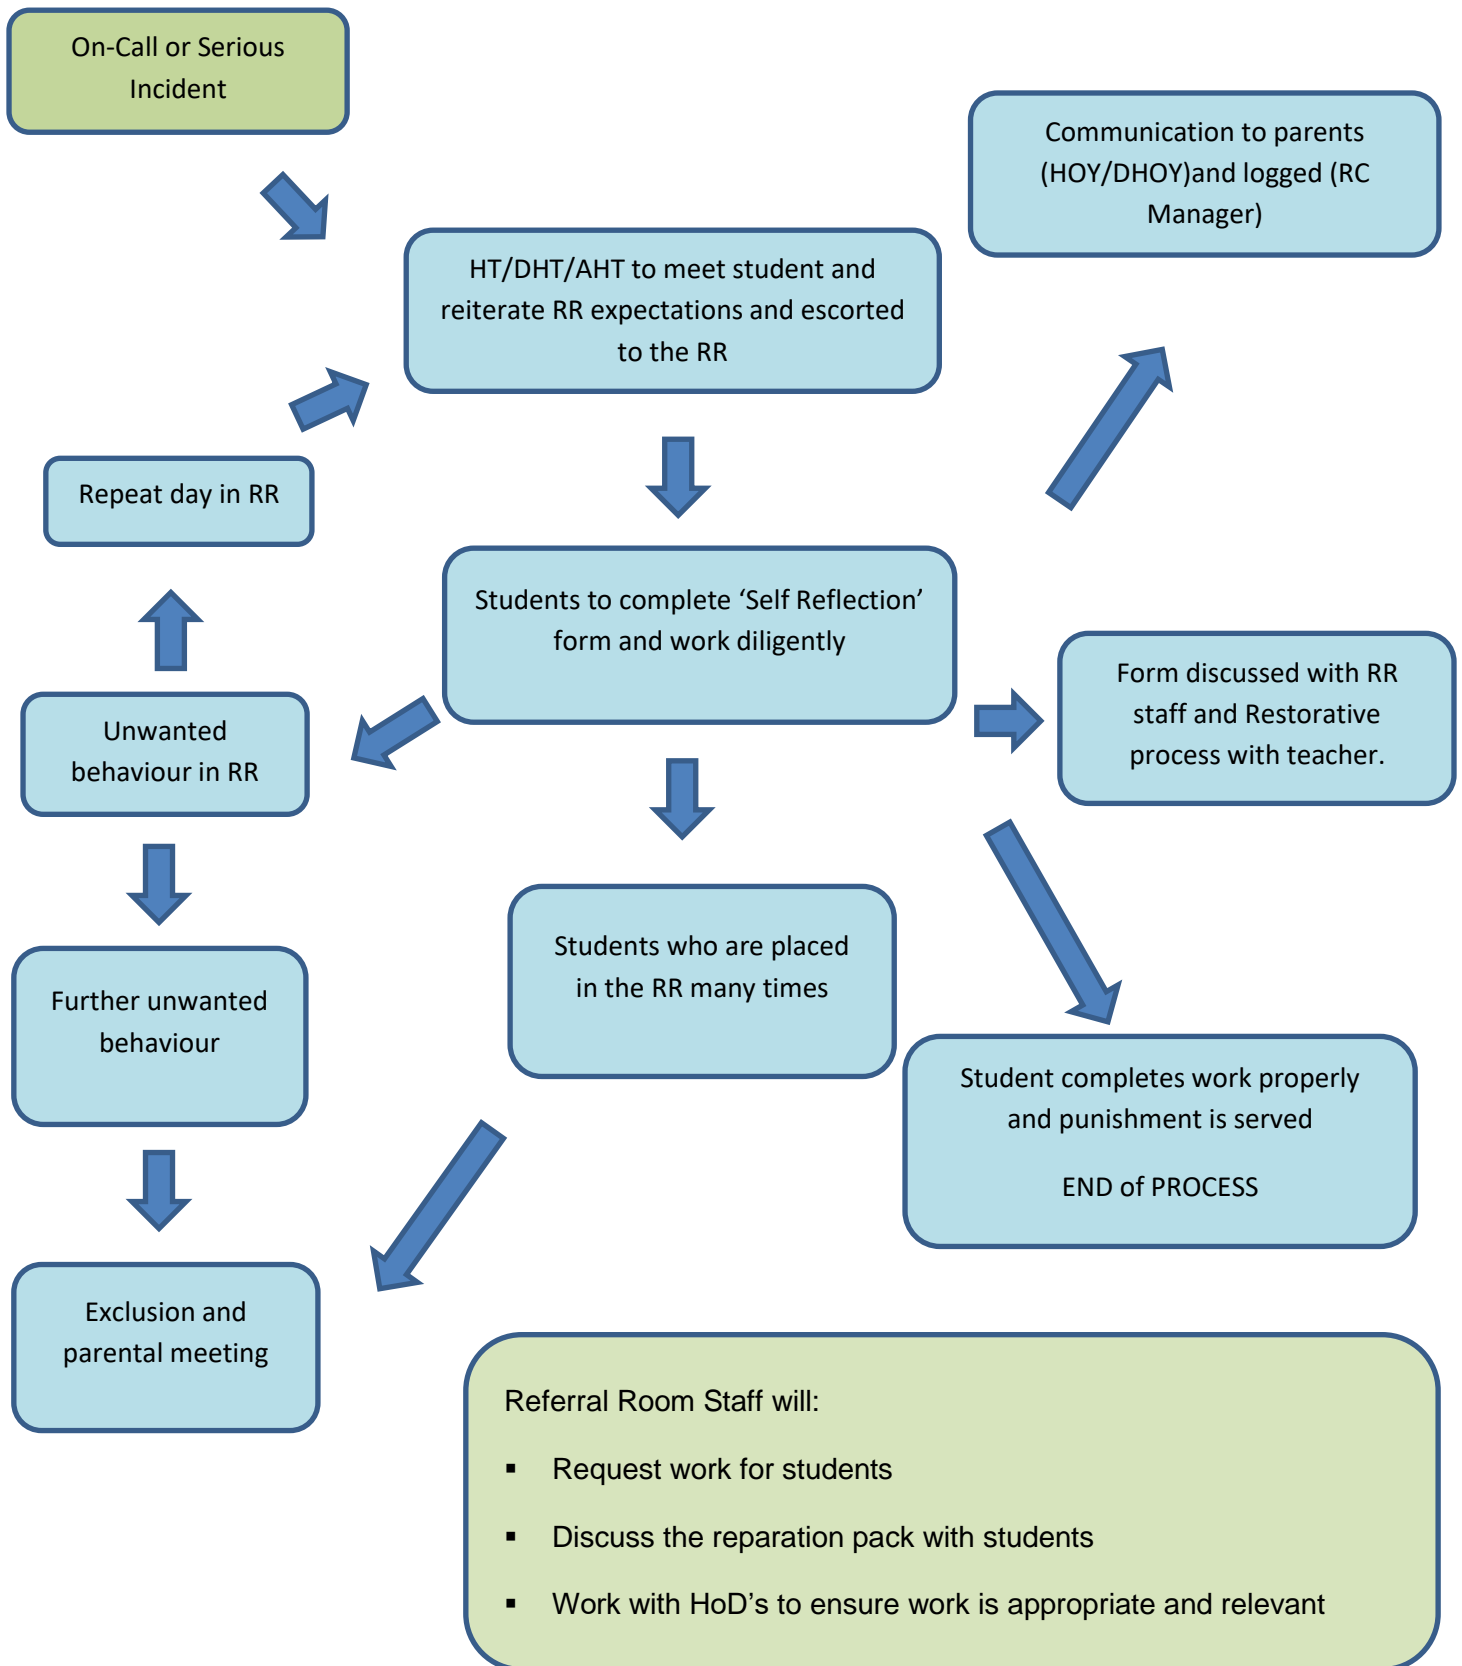 On-Call or Serious
Incident
Communication to parents
(HOY/DHOY)and logged (RC
Manager)
HT/DHT/AHT to meet student and
reiterate RR expectations and escorted
to the RR
Repeat day in RR
Students to complete ‘Self Reflection’
form and work diligently
Form discussed with RR
staff and Restorative
process with teacher.
Unwanted
behaviour in RR
Students who are placed
in the RR many times
Further unwanted
behaviour
Student completes work properly
and punishment is served
END of PROCESS
Exclusion and
parental meeting
Referral Room Staff will:
▪ Request work for students
▪ Discuss the reparation pack with students
▪ Work with HoD's to ensure work is appropriate and relevant